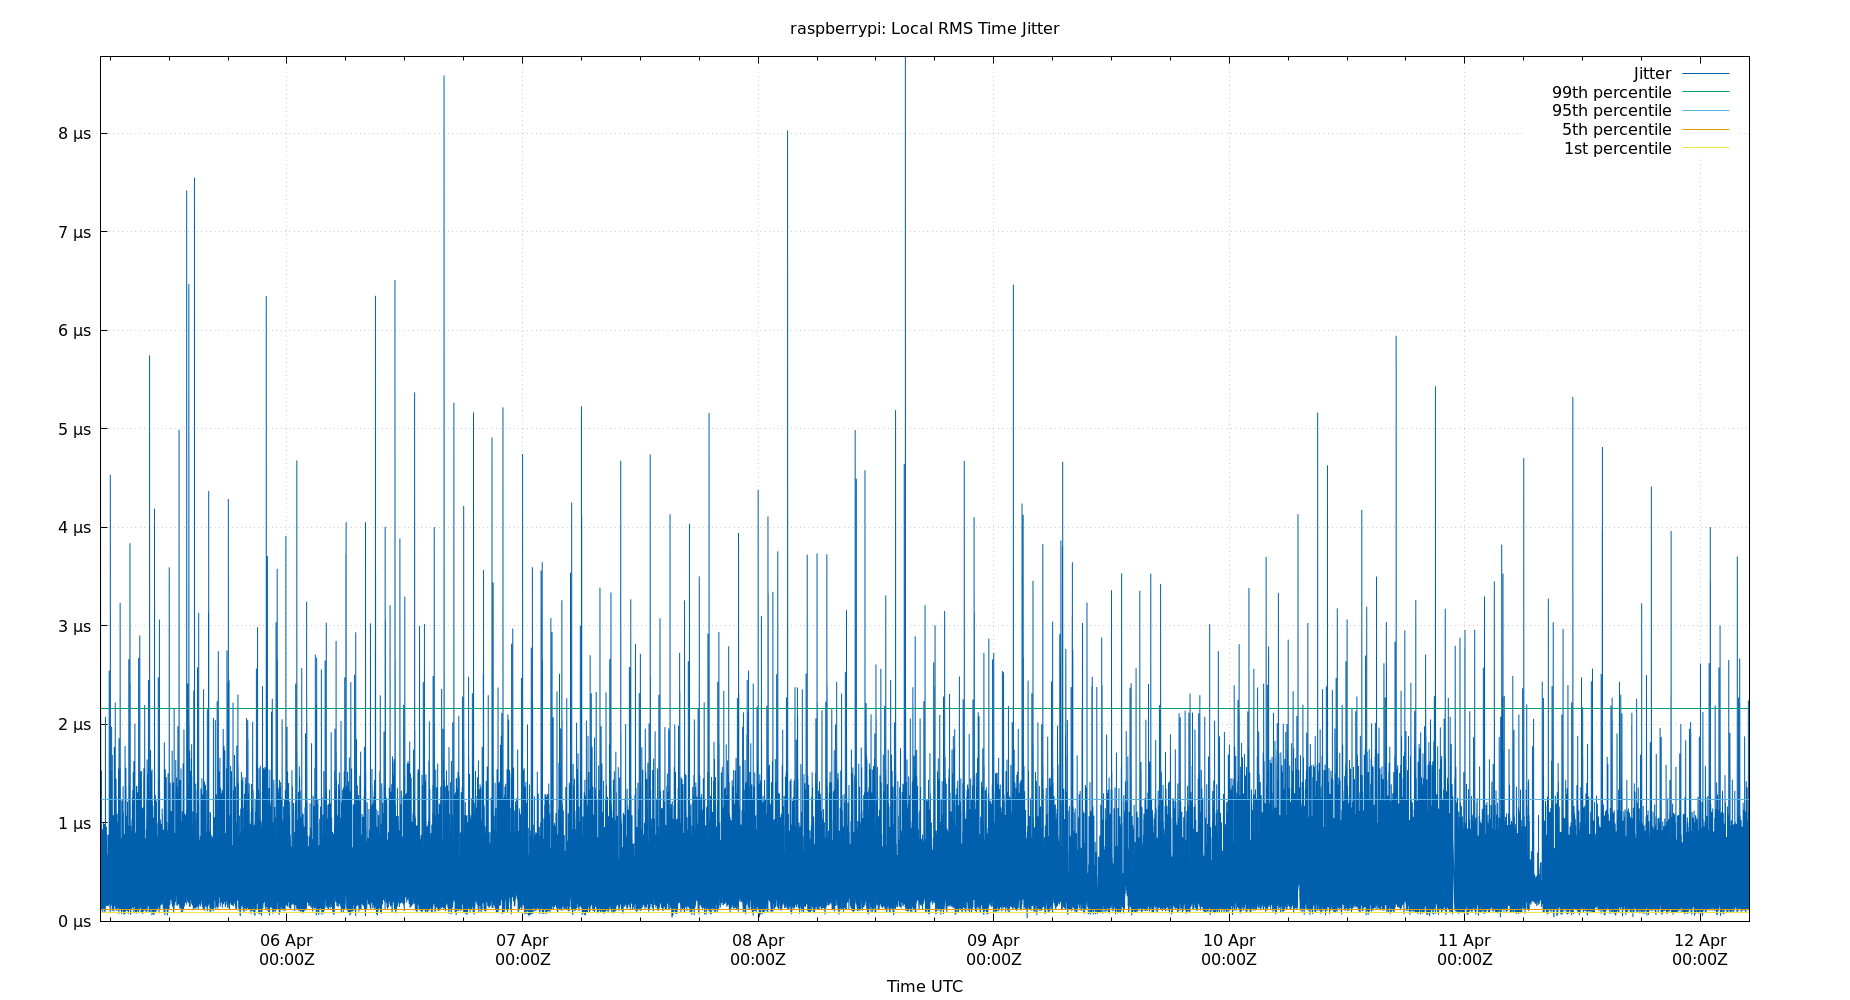 raspberrypi: Local RMS Time Jitter
Jitter
99th percentile
95th percentile
5th percentile
1st percentile
8 µs
7 µs
6 µs
5 µs
4 µs
3 µs
2 µs
1 µs
0 µs
06 Apr 07 Apr 08 Apr 09 Apr 10 Apr 11 Apr 12 Apr
00:00Z 00:00Z 00:00Z 00:00Z 00:00Z 00:00Z 00:00Z
Time UTC